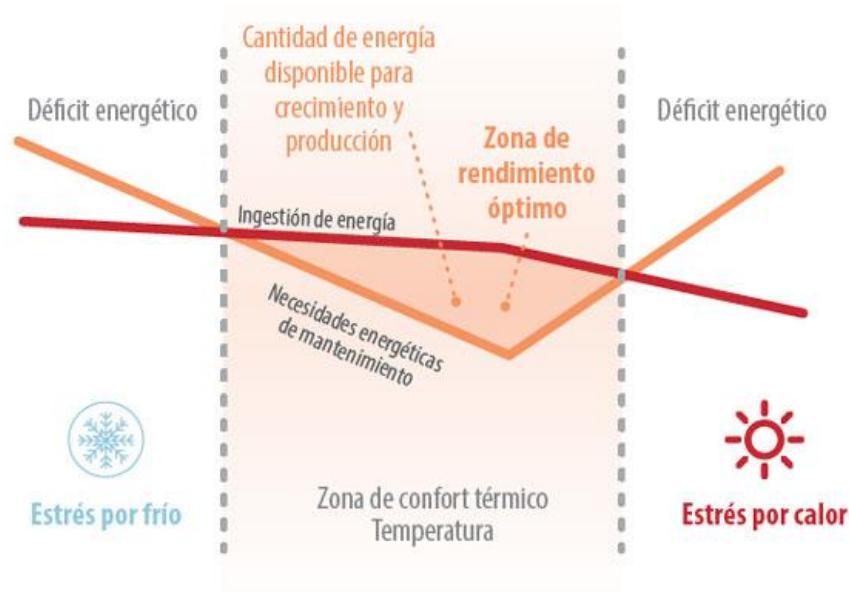 Cantidad de energía
disponible para
crecimiento y
producción
Déficit energético
Déficit energético
Zona de
rendimiento
óptimo
Ingestión de energía
Necesidades energéticas
de mantenimiento
Estrés por frío
Zona de confort térmico
Temperatura
Estrés por calor